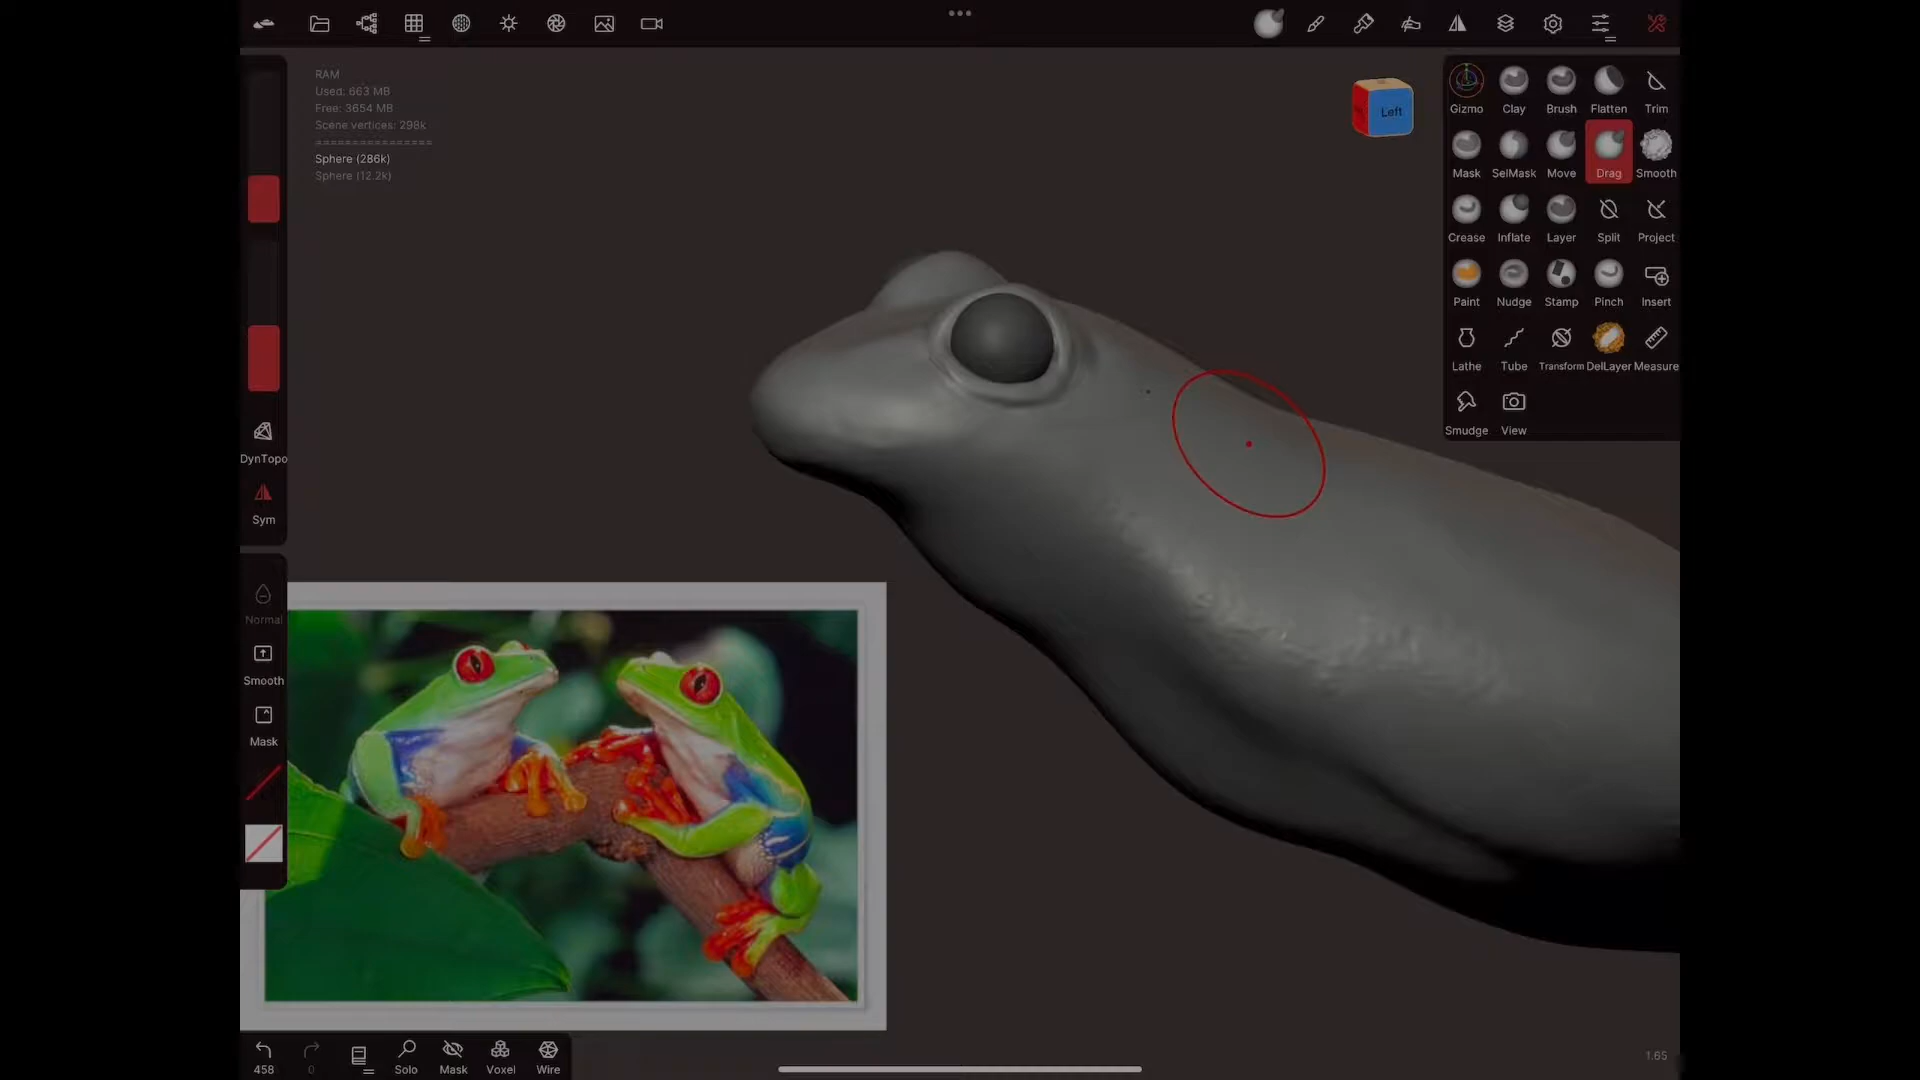 RAM
Used: 663 MB
Free: 3654 MB
Scene vertices: 298k
================
Sphere (286k)
Sphere (12.2k)
Left
Gizmo Clay Brush Flatten Trim
Mask SelMask Move Drag Smooth
Crease Inflate Layer Split Project
Paint Nudge Stamp Pinch Insert
Lathe Tube Transform DelLayer Measure
Smudge View
DynTopo
Sym
Normal
Smooth
Mask
458 0 Solo Mask Voxel Wire
1.65